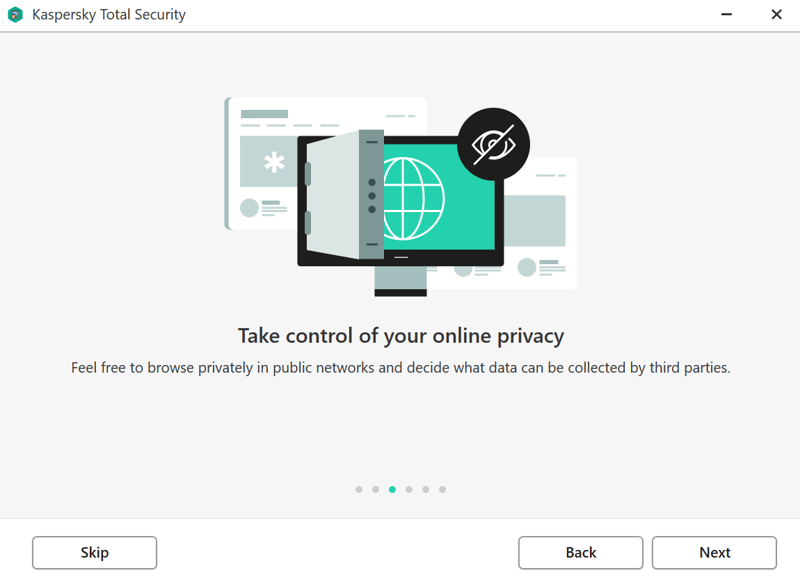 Kaspersky Total Security
Take control of your online privacy
Feel free to browse privately in public networks and decide what data can be collected by third parties.
Skip
Back
Next